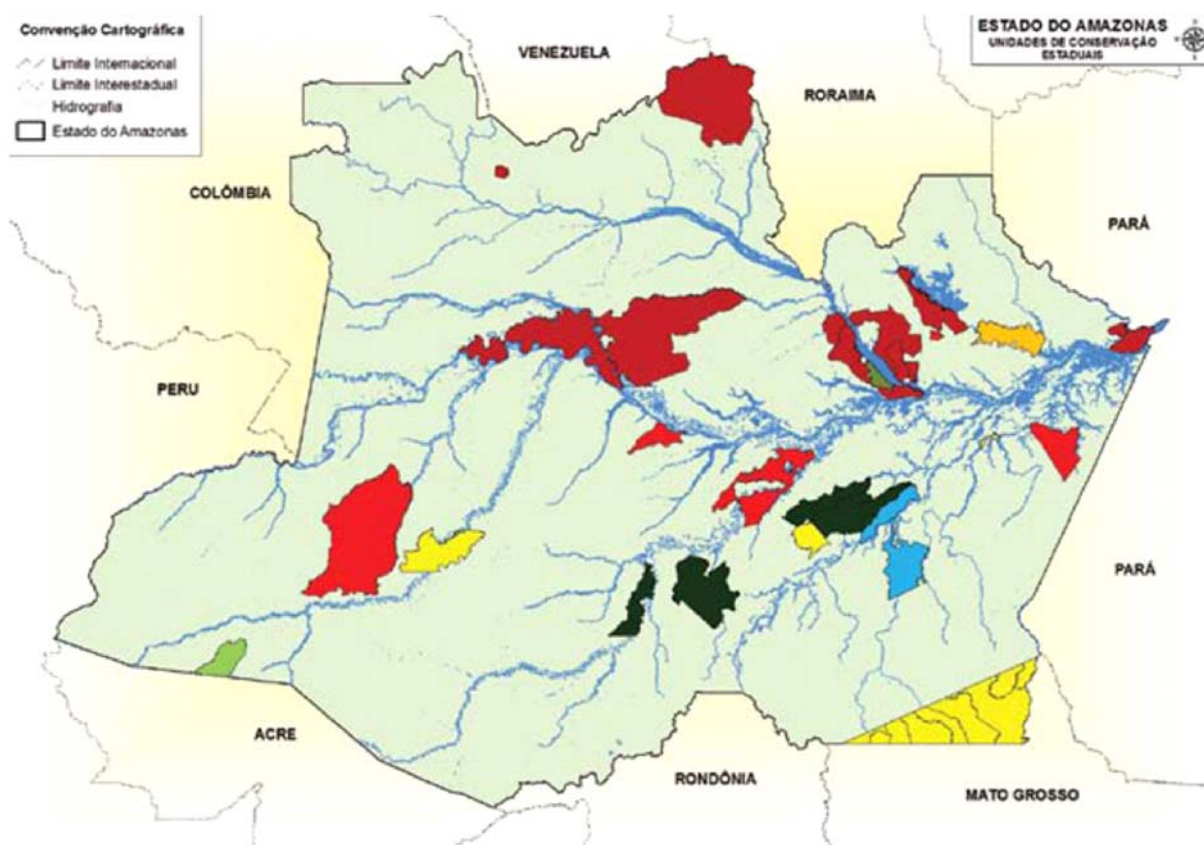 Convenção Cartográfica
Limite Internacional
Limite Interestadual
Hidrografia
Estado do Amazonas
ESTADO DO AMAZONAS
UNIDADES DE CONSERVAÇÃO
ESTADUAIS
VENEZUELA
RORAIMA
COLÔMBIA
PARÁ
PERU
PARÁ
ACRE
RONDÔNIA
MATO GROSSO